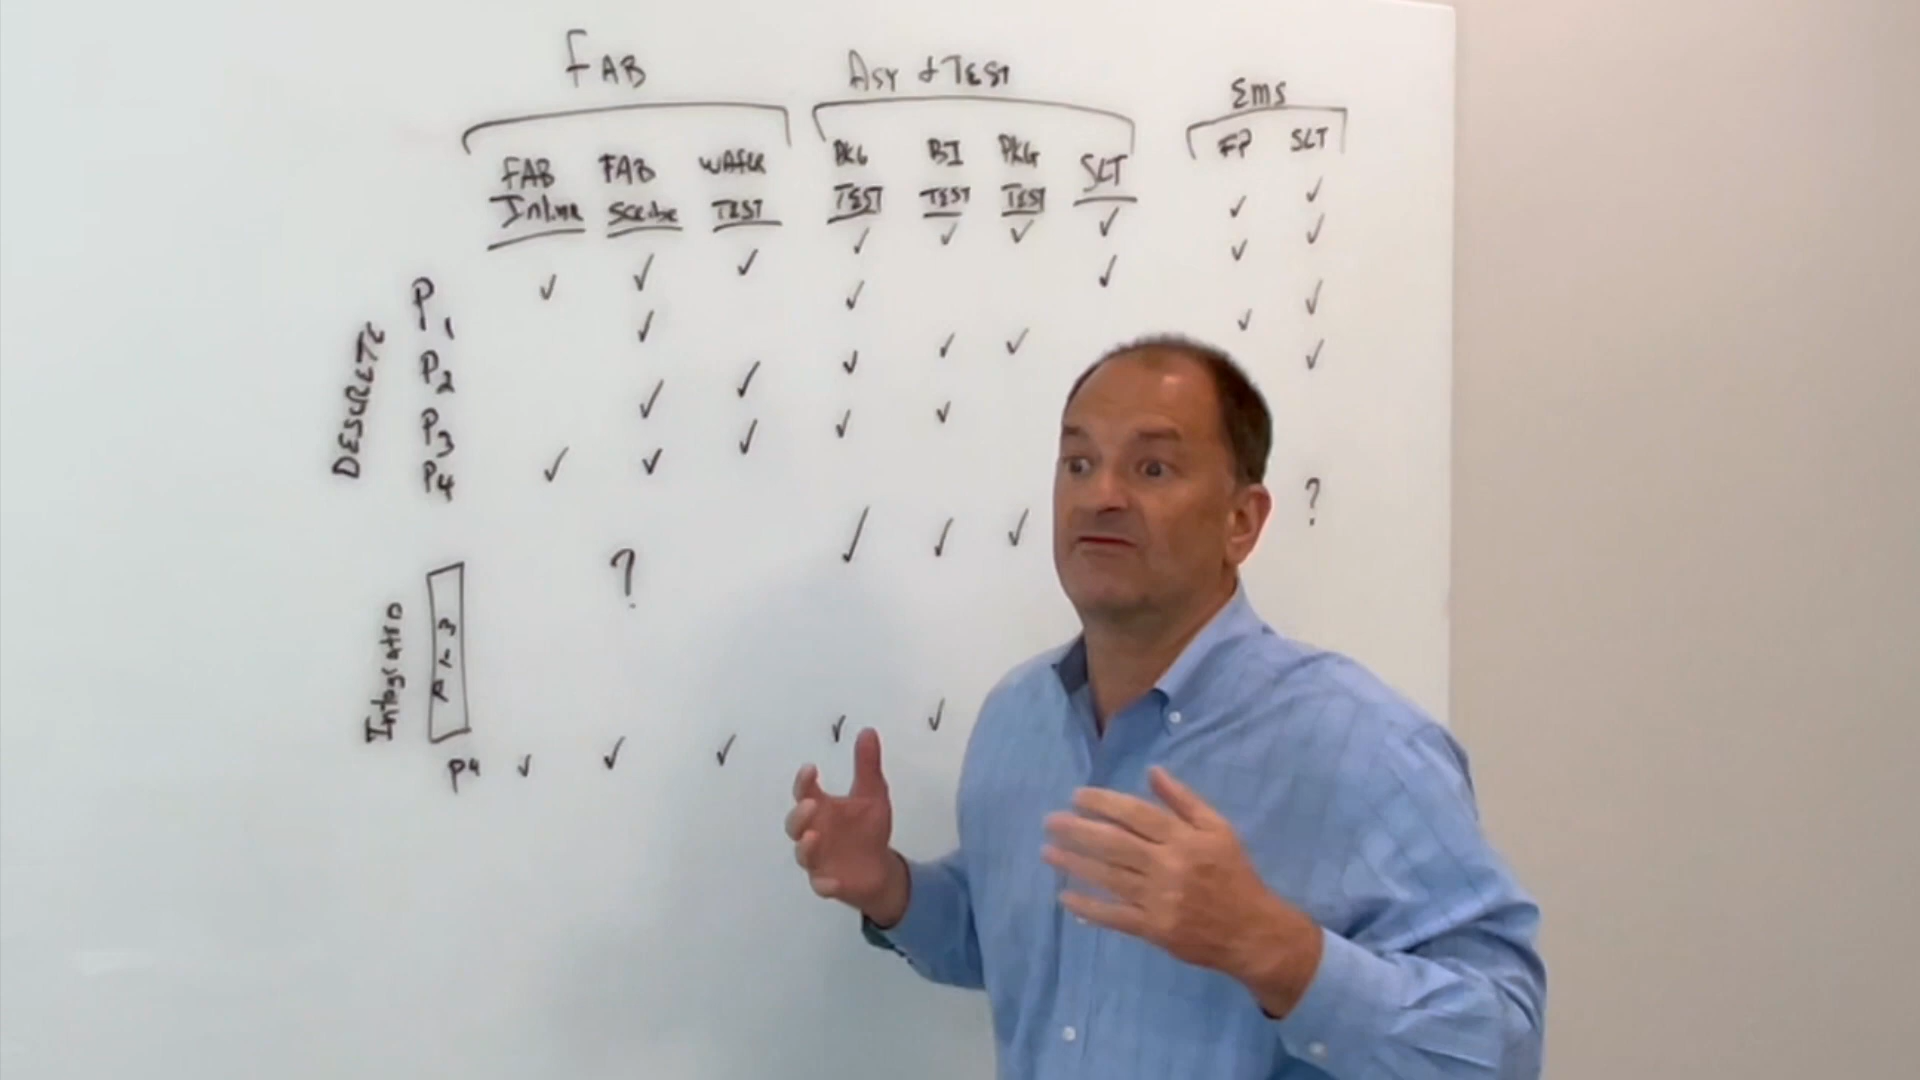 FAB Asy & TEST Ems
FAB Inline FAB Scribe WAfer TEST PKG TEST BI TEST PKG TEST SLT FP SLT
✓ ✓ ✓ ✓ ✓ ✓ ✓ ✓ ✓
DESCRETE
P1 ✓ ✓ ✓ ✓ ✓
P2 ✓ ✓ ✓ ✓ ✓ ✓ ✓
P3 ✓ ✓ ✓ ✓ ✓
P4 ✓
? ✓ ✓ ✓ ?
Integrated
P4 ✓ ✓ ✓ ✓ ✓